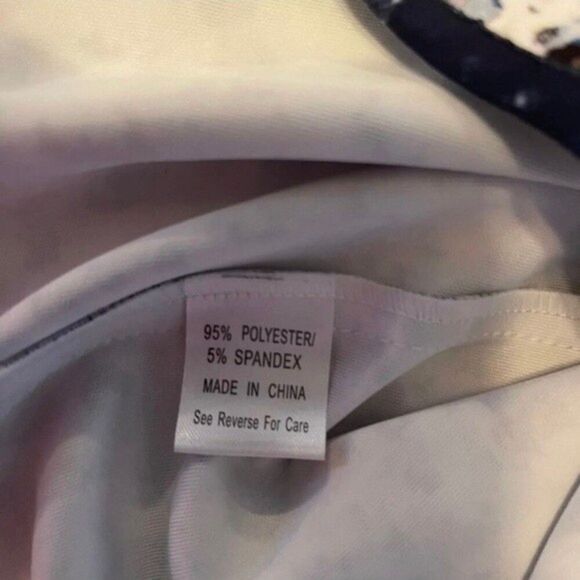 95% POLYESTER/
5% SPANDEX
MADE IN CHINA
See Reverse For Care